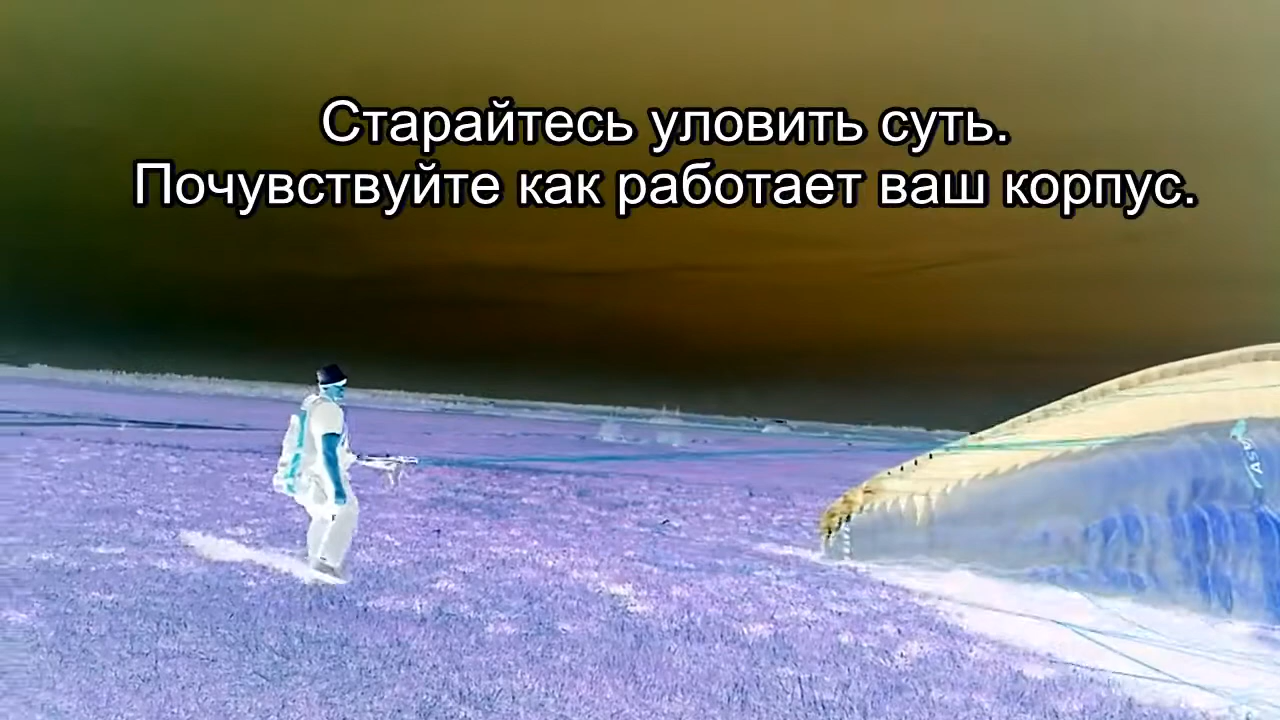 Старайтесь уловить суть.
Почувствуйте как работает ваш корпус.